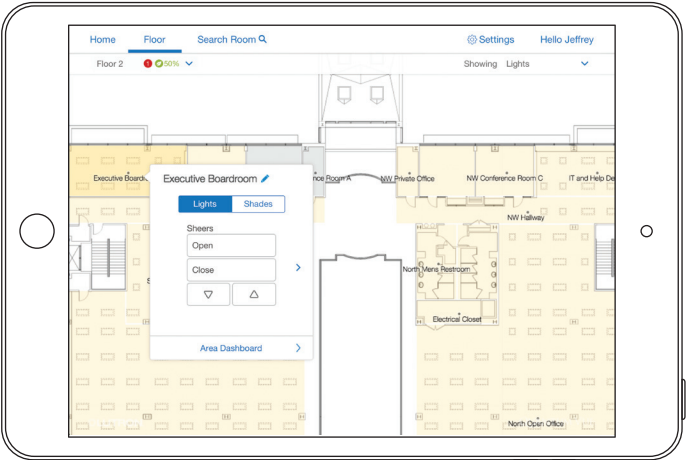 Home Floor Search Room Settings Hello Jeffrey
Floor 2 50% Showing Lights
Executive Board
Executive Boardroom
nce Room A
NW Private Office
NW Conference Room C
IT and Help De
Lights Shades
NW Hallway
Sheers
Open
Close
North Mens Restroom
Electrical Closet
Area Dashboard
North Open Office